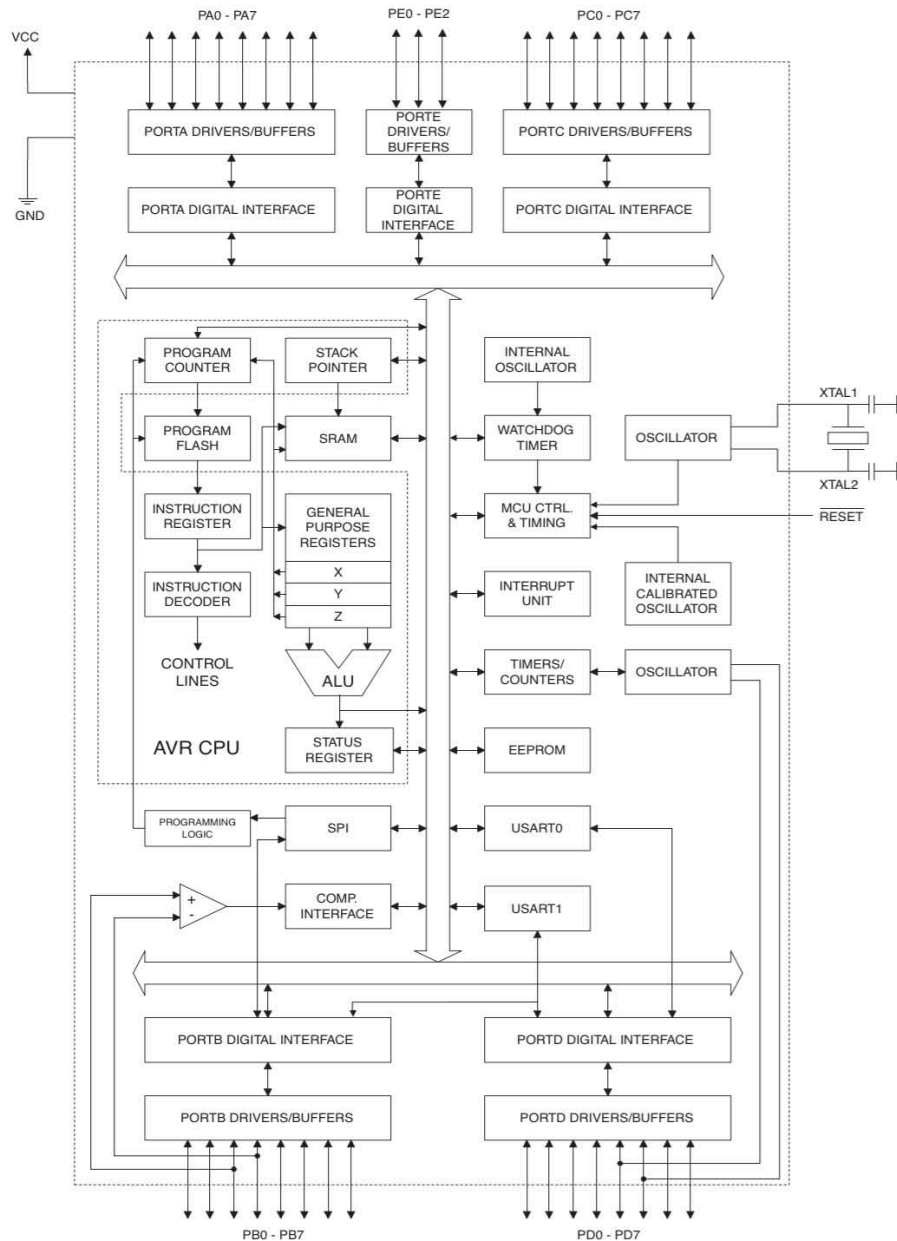 PA0 - PA7
PE0 - PE2
PC0 - PC7
VCC
GND
PORTA DRIVERS/BUFFERS
PORTE
DRIVERS/
BUFFERS
PORTC DRIVERS/BUFFERS
PORTA DIGITAL INTERFACE
PORTE
DIGITAL
INTERFACE
PORTC DIGITAL INTERFACE
PROGRAM
COUNTER
STACK
POINTER
INTERNAL
OSCILLATOR
XTAL1
PROGRAM
FLASH
SRAM
WATCHDOG
TIMER
OSCILLATOR
XTAL2
INSTRUCTION
REGISTER
GENERAL
PURPOSE
REGISTERS
MCU CTRL.
& TIMING
RESET
X
Y
Z
INSTRUCTION
DECODER
INTERRUPT
UNIT
INTERNAL
CALIBRATED
OSCILLATOR
CONTROL
LINES
ALU
TIMERS/
COUNTERS
OSCILLATOR
AVR CPU
STATUS
REGISTER
EEPROM
PROGRAMMING
LOGIC
SPI
USART0
+
-
COMP.
INTERFACE
USART1
PORTB DIGITAL INTERFACE
PORTD DIGITAL INTERFACE
PORTB DRIVERS/BUFFERS
PORTD DRIVERS/BUFFERS
PB0 - PB7
PD0 - PD7